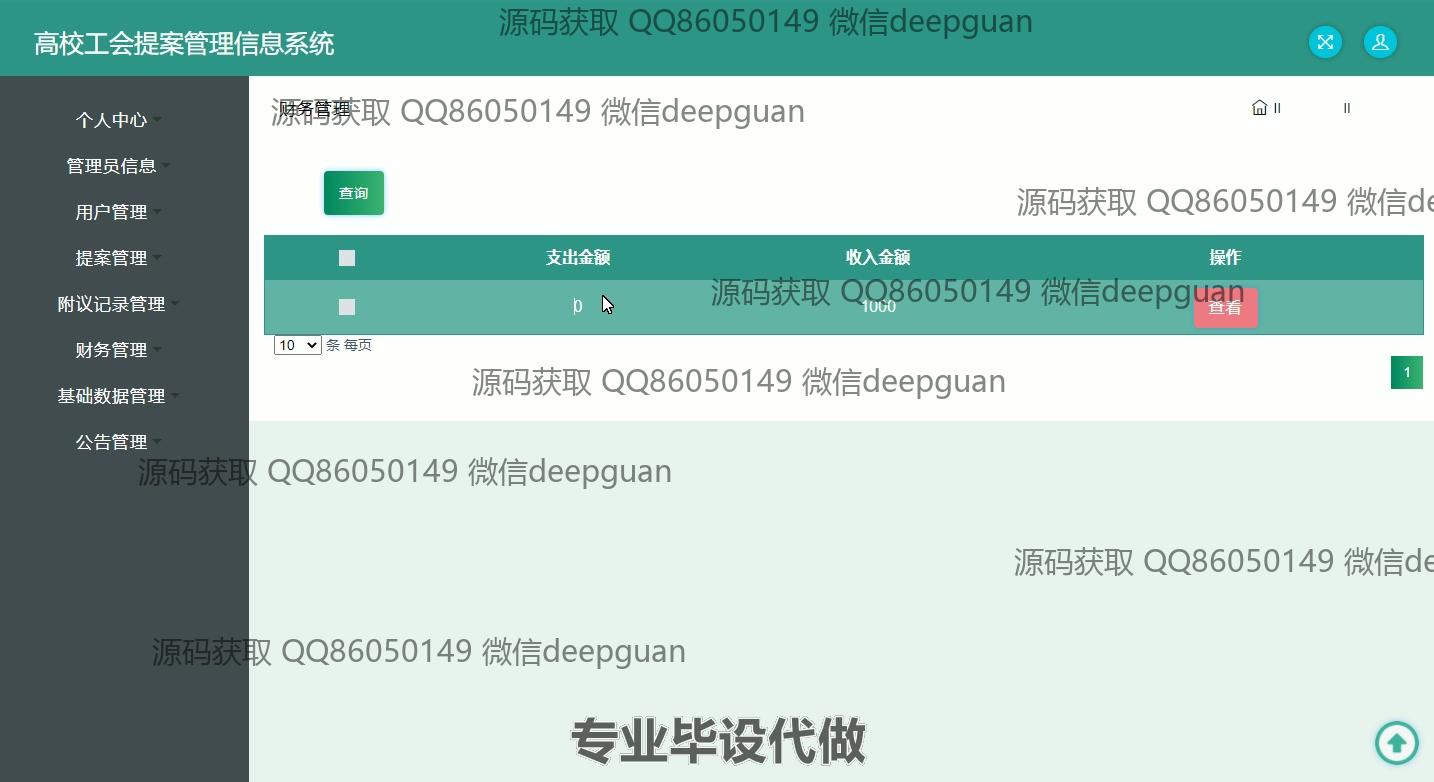 源码获取 QQ86050149 微信deepguan
高校工会提案管理信息系统
源码获取 QQ86050149 微信deepguan
财务管理
个人中心
管理员信息
查询
源码获取 QQ86050149 微信de
用户管理
提案管理
支出金额 收入金额 操作
源码获取 QQ86050149 微信deepguan
附议记录管理
0 1000 查看
财务管理
10 条 每页
1
源码获取 QQ86050149 微信deepguan
基础数据管理
公告管理
源码获取 QQ86050149 微信deepguan
源码获取 QQ86050149 微信de
源码获取 QQ86050149 微信deepguan
专业毕设代做